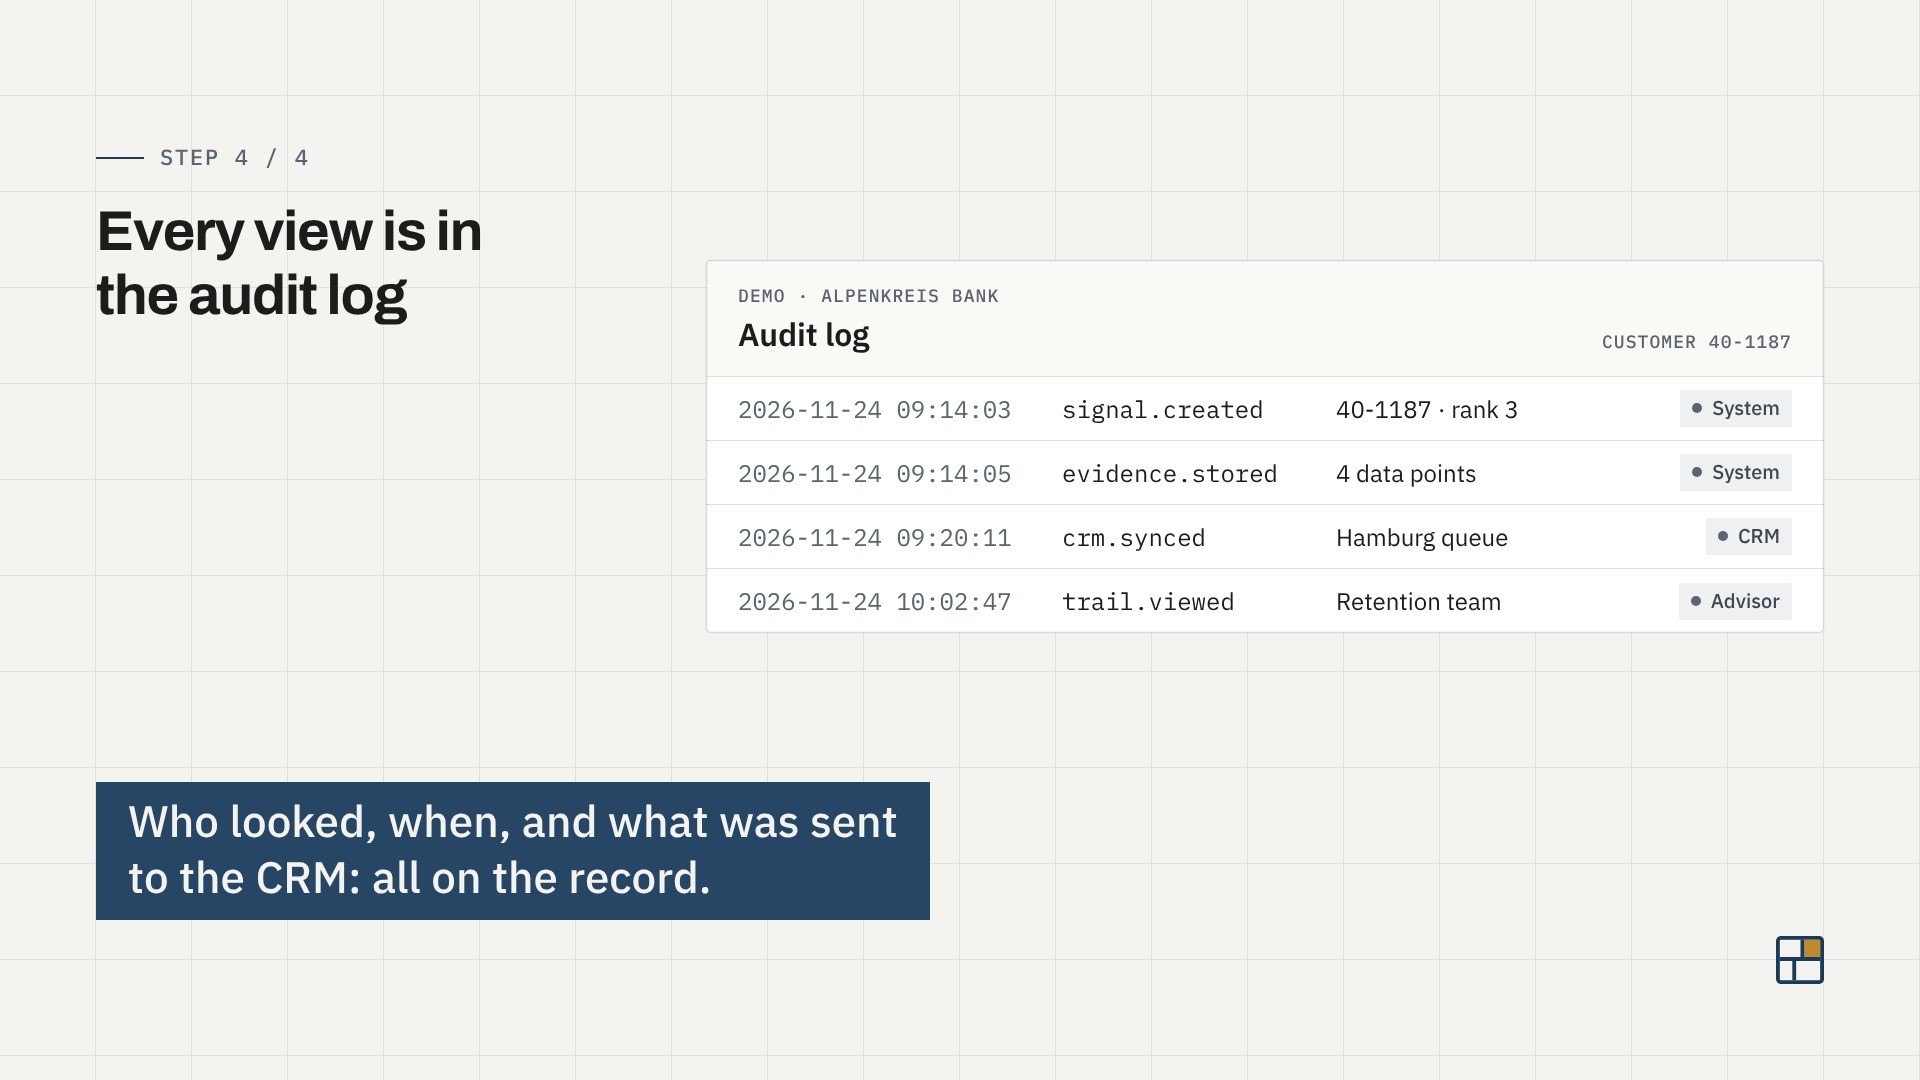 STEP 4 / 4
Every view is in
the audit log
DEMO · ALPENKREIS BANK
Audit log
CUSTOMER 40-1187
2026-11-24 09:14:03 signal.created 40-1187 · rank 3 System
2026-11-24 09:14:05 evidence.stored 4 data points System
2026-11-24 09:20:11 crm.synced Hamburg queue CRM
2026-11-24 10:02:47 trail.viewed Retention team Advisor
Who looked, when, and what was sent
to the CRM: all on the record.